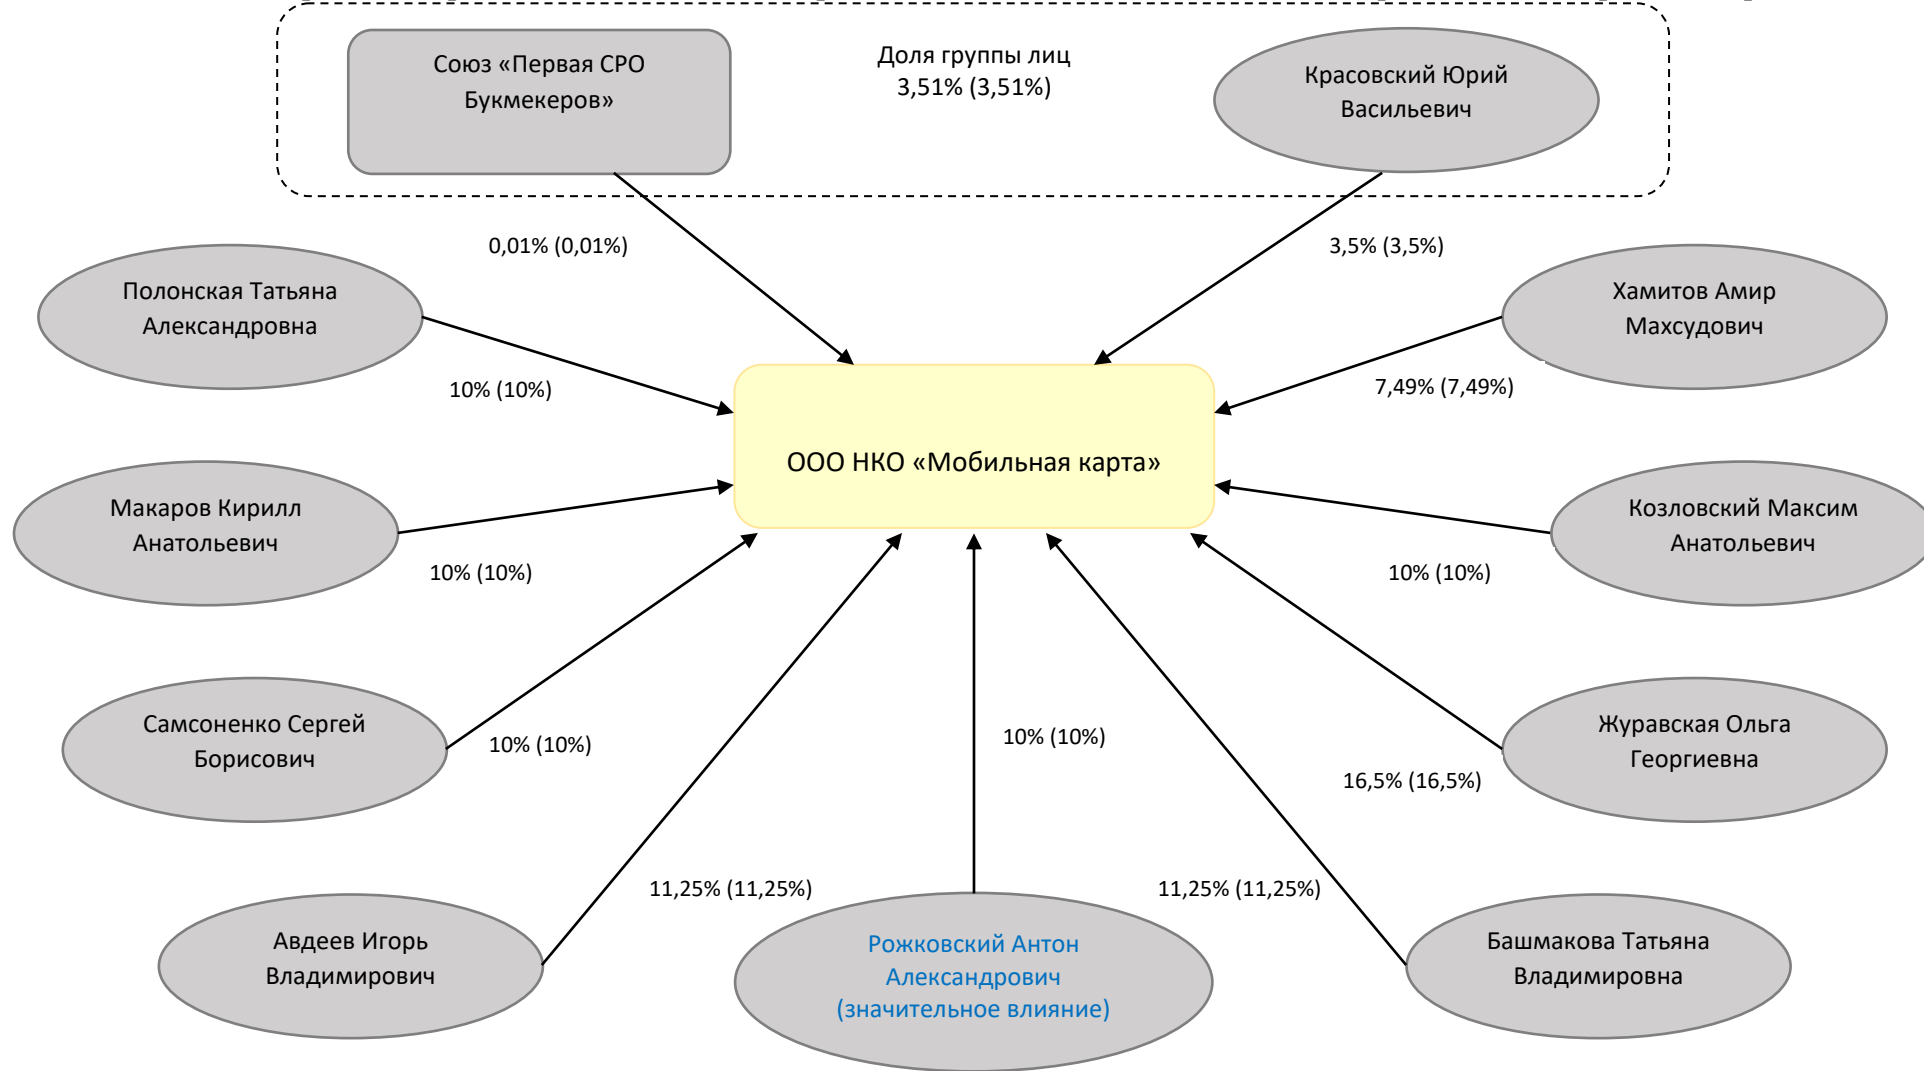 Союз «Первая СРО
Букмекеров»
Доля группы лиц
3,51% (3,51%)
Красовский Юрий
Васильевич
0,01% (0,01%)
3,5% (3,5%)
Полонская Татьяна
Александровна
Хамитов Амир
Махсудович
10% (10%)
7,49% (7,49%)
ООО НКО «Мобильная карта»
Макаров Кирилл
Анатольевич
Козловский Максим
Анатольевич
10% (10%)
10% (10%)
Самсоненко Сергей
Борисович
10% (10%)
10% (10%)
Журавская Ольга
Георгиевна
16,5% (16,5%)
11,25% (11,25%)
11,25% (11,25%)
Авдеев Игорь
Владимирович
Рожковский Антон
Александрович
(значительное влияние)
Башмакова Татьяна
Владимировна